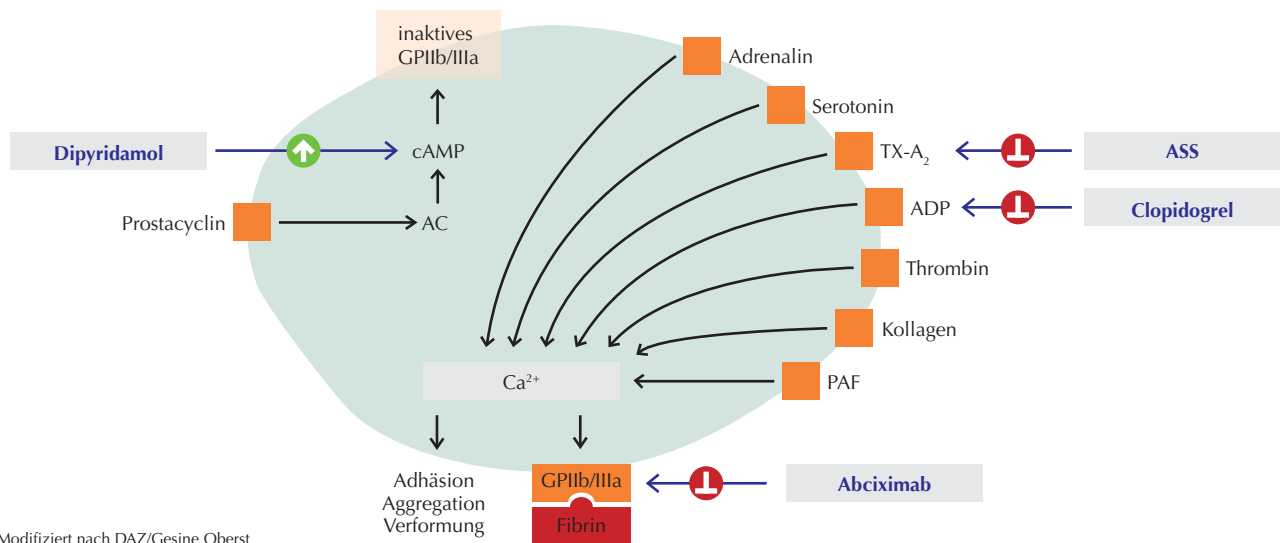 inaktives
GPIIb/IIIa
Adrenalin
Serotonin
Dipyridamol
cAMP
TX-A₂
ASS
Prostacyclin
AC
ADP
Clopidogrel
Thrombin
Kollagen
Ca²⁺
PAF
Adhäsion
Aggregation
Verformung
GPIIb/IIIa
Fibrin
Abciximab
Modifiziert nach DAZ/Gesine Oberst